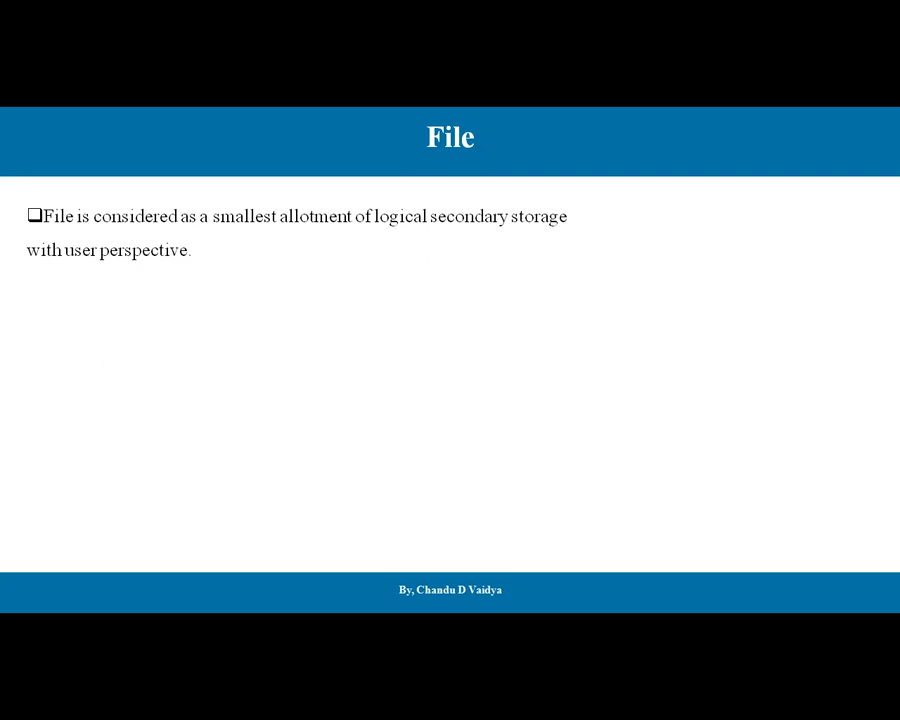 File
❑File is considered as a smallest allotment of logical secondary storage
with user perspective.
By, Chandu D Vaidya